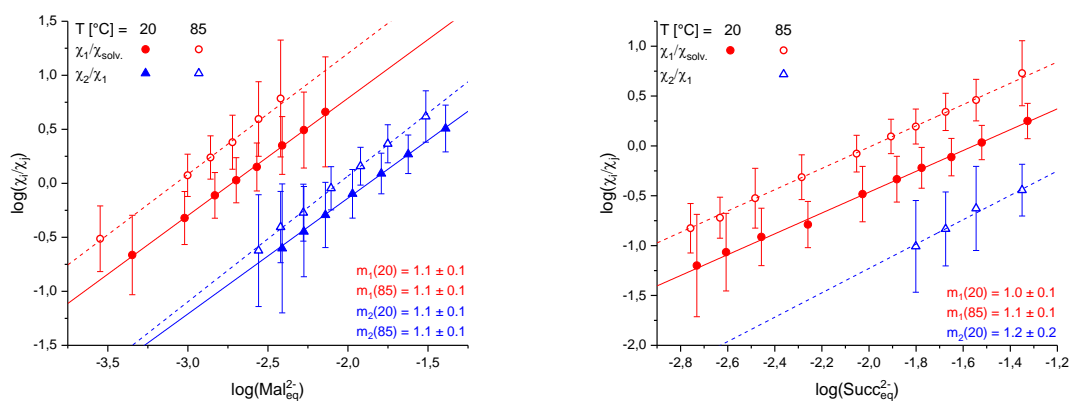 T [°C] = 20 85
χ₁/χsolv.
χ₂/χ₁
1,5
1,0
0,5
0,0
-0,5
-1,0
-1,5
log(χᵢ/χⱼ)
m₁(20) = 1.1 ± 0.1
m₁(85) = 1.1 ± 0.1
m₂(20) = 1.1 ± 0.1
m₂(85) = 1.1 ± 0.1
-3,5 -3,0 -2,5 -2,0 -1,5
log(Mal²⁻eq)
T [°C] = 20 85
χ₁/χsolv.
χ₂/χ₁
1,5
1,0
0,5
0,0
-0,5
-1,0
-1,5
-2,0
log(χᵢ/χⱼ)
m₁(20) = 1.0 ± 0.1
m₁(85) = 1.1 ± 0.1
m₂(20) = 1.2 ± 0.2
-2,8 -2,6 -2,4 -2,2 -2,0 -1,8 -1,6 -1,4 -1,2
log(Succ²⁻eq)